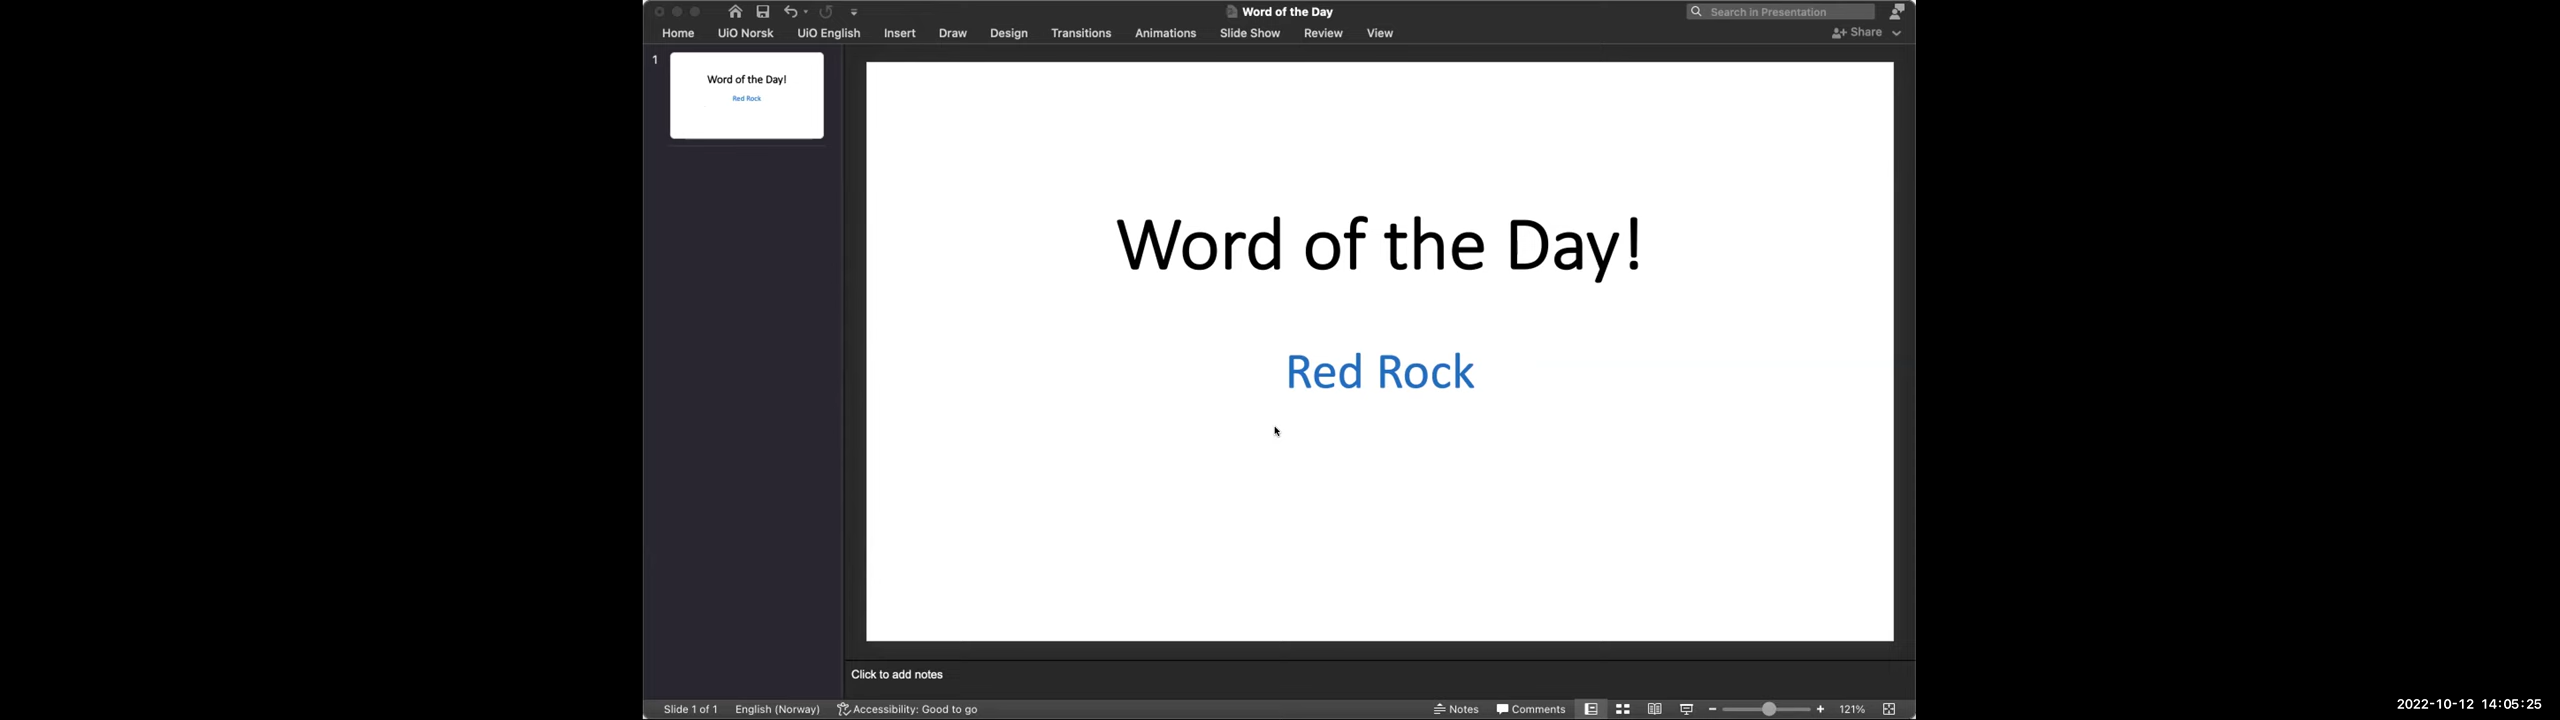 Word of the Day
Search in Presentation
Home UiO Norsk UiO English Insert Draw Design Transitions Animations Slide Show Review View Share
1
Word of the Day!
Red Rock
Word of the Day!
Red Rock
Click to add notes
Slide 1 of 1 English (Norway) Accessibility: Good to go Notes Comments 121%
2022-10-12 14:05:25